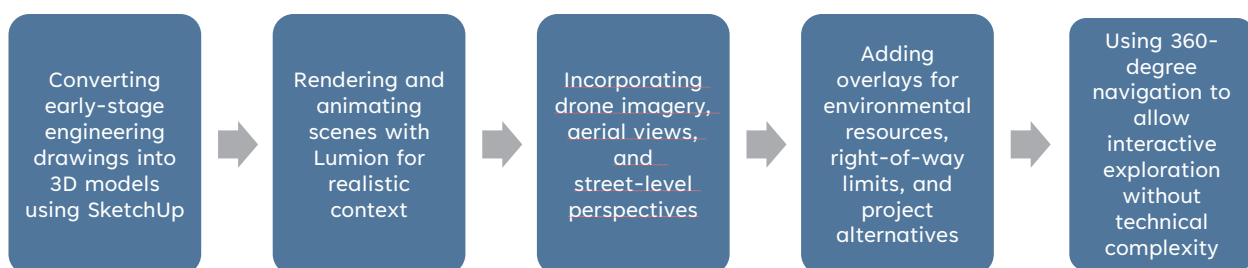 Converting
early-stage
engineering
drawings into
3D models
using SketchUp
Rendering and
animating
scenes with
Lumion for
realistic
context
Incorporating
drone imagery,
aerial views,
and
street-level
perspectives
Adding
overlays for
environmental
resources,
right-of-way
limits, and
project
alternatives
Using 360-
degree
navigation to
allow
interactive
exploration
without
technical
complexity